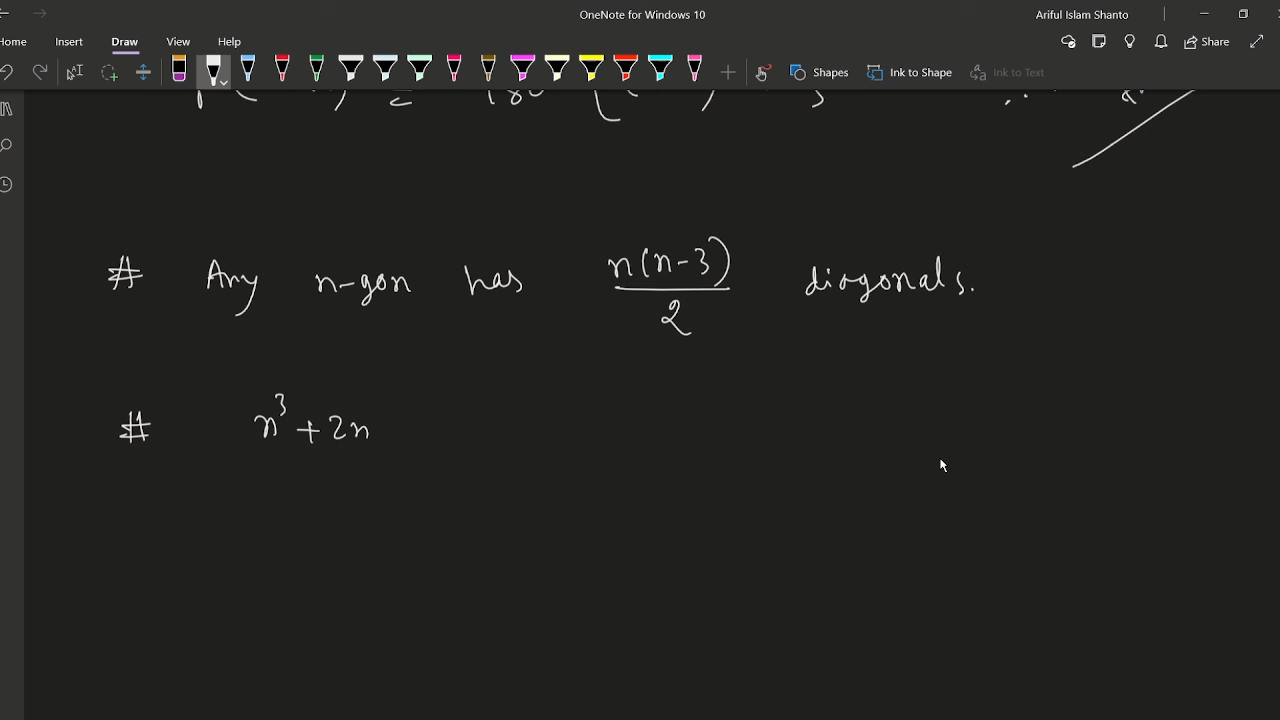 OneNote for Windows 10
Ariful Islam Shanto
Home Insert Draw View Help
Share
Shapes Ink to Shape Ink to Text
# Any n-gon has n(n-3)/2 diagonals.
# n³+2n